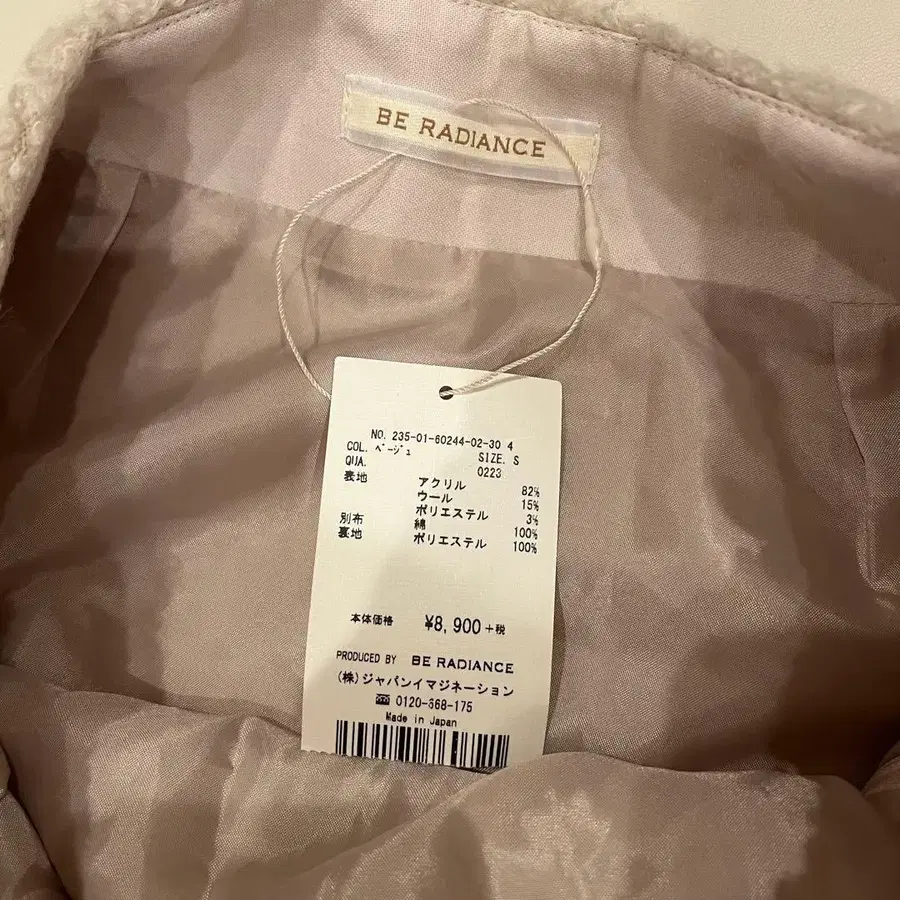 BE RADIANCE
NO. 235-01-60244-02-30 4
COL. ベージュ SIZE. S
QUA. 0223
表地 アクリル 82%
ウール 15%
ポリエステル 3%
別布 綿 100%
裏地 ポリエステル 100%
本体価格 ¥8,900+税
PRODUCED BY BE RADIANCE
(株)ジャパンイマジネーション
☎ 0120-368-175
Made in Japan